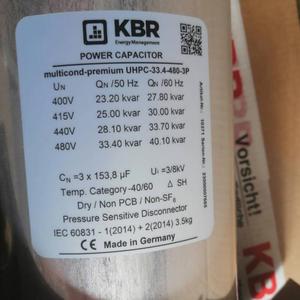 KBR
EnergyManagement
POWER CAPACITOR
multicond-premium UHPC-33.4-480-3P
UN QN /50 Hz QN /60 Hz
400V 23.20 kvar 27.80 kvar
415V 25.00 kvar 30.00 kvar
440V 28.10 kvar 33.70 kvar
480V 33.40 kvar 40.10 kvar
CN =3 x 153,8 µF Ui =3/8kV
Temp. Category-40/60 Δ SH
Dry / Non PCB / Non-SF6
Pressure Sensitive Disconnector
IEC 60831 - 1(2014) + 2(2014) 3.5kg
CE Made in Germany
Vorsicht!
KBR